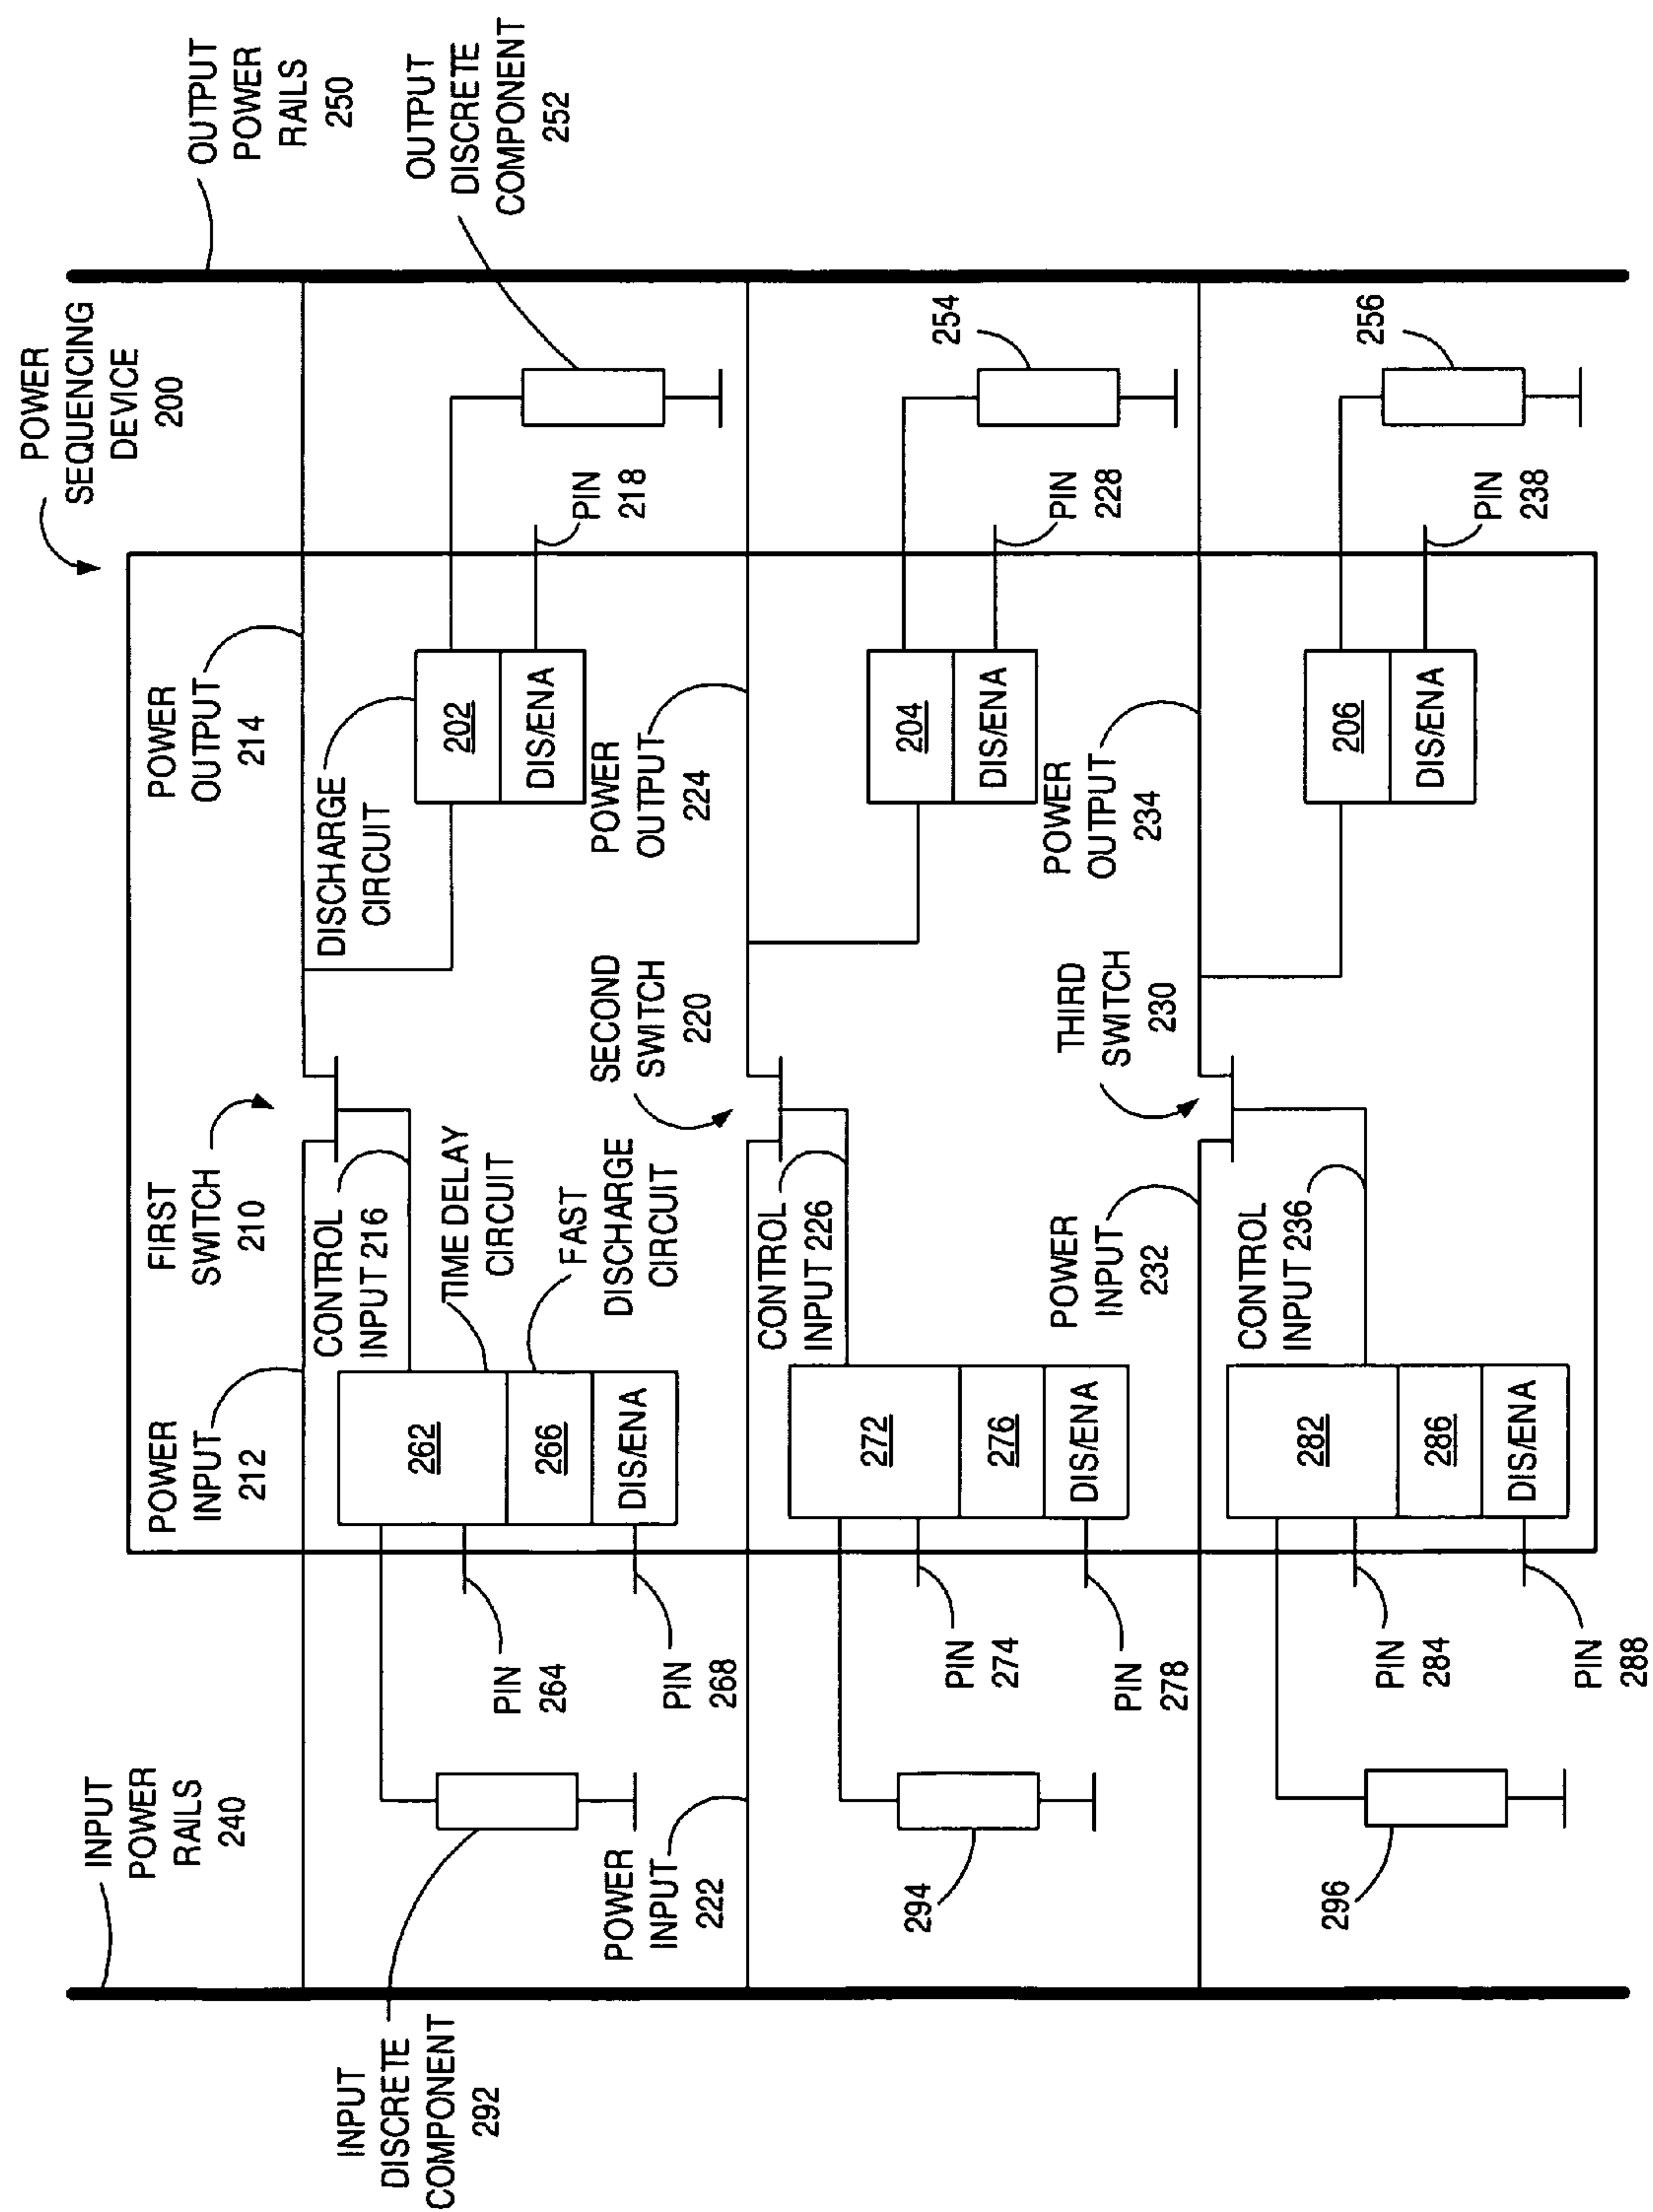 POWER
SEQUENCING
DEVICE
200
OUTPUT
POWER
RAILS
250
INPUT
POWER
RAILS
240
POWER
INPUT
212
FIRST
SWITCH
210
POWER
OUTPUT
214
CONTROL
INPUT 216
DISCHARGE
CIRCUIT
OUTPUT
DISCRETE
COMPONENT
252
INPUT
DISCRETE
COMPONENT
292
262
266
DIS/ENA
TIME DELAY
CIRCUIT
FAST
DISCHARGE
CIRCUIT
202
DIS/ENA
PIN
264
PIN
268
PIN
218
POWER
INPUT
222
SECOND
SWITCH
220
POWER
OUTPUT
224
CONTROL
INPUT 226
272
276
DIS/ENA
204
DIS/ENA
294
PIN
274
PIN
278
PIN
228
254
POWER
INPUT
232
THIRD
SWITCH
230
POWER
OUTPUT
234
CONTROL
INPUT 236
282
286
DIS/ENA
206
DIS/ENA
296
PIN
284
PIN
288
PIN
238
256